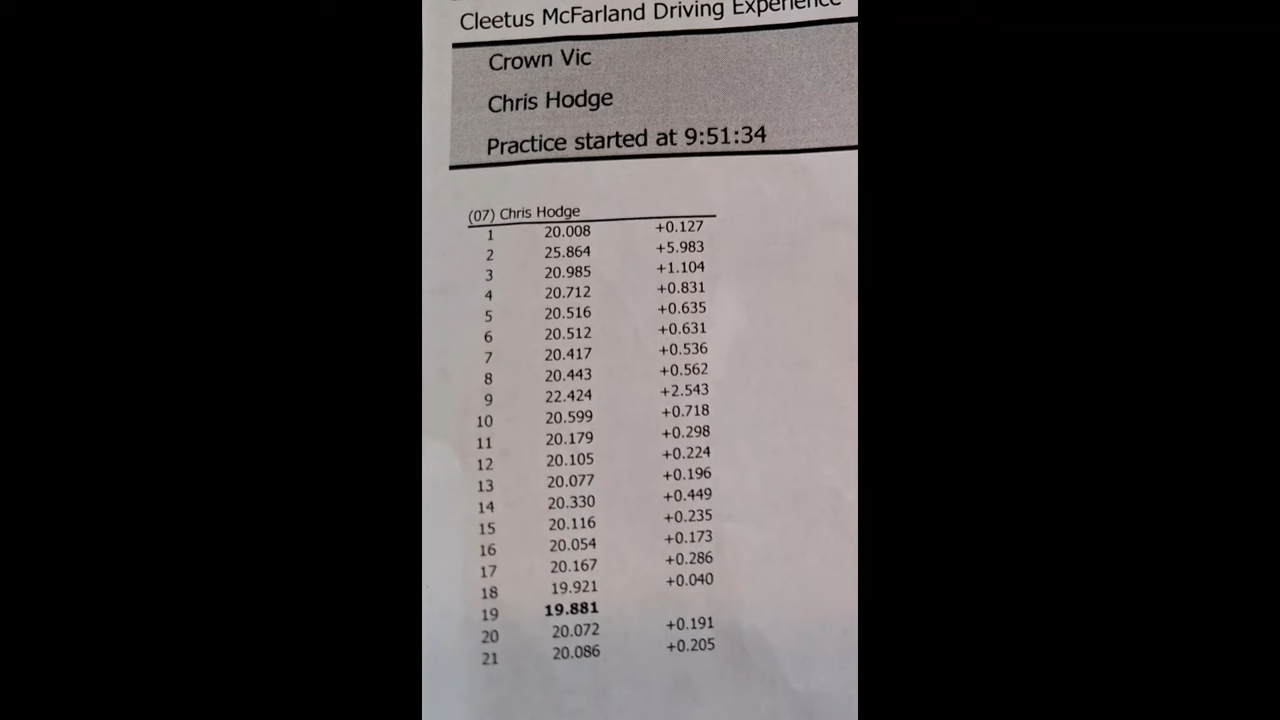 Cleetus McFarland Driving Experience
Crown Vic
Chris Hodge
Practice started at 9:51:34
(07) Chris Hodge
1 20.008 +0.127
2 25.864 +5.983
3 20.985 +1.104
4 20.712 +0.831
5 20.516 +0.635
6 20.512 +0.631
7 20.417 +0.536
8 20.443 +0.562
9 22.424 +2.543
10 20.599 +0.718
11 20.179 +0.298
12 20.105 +0.224
13 20.077 +0.196
14 20.330 +0.449
15 20.116 +0.235
16 20.054 +0.173
17 20.167 +0.286
18 19.921 +0.040
19 19.881
20 20.072 +0.191
21 20.086 +0.205